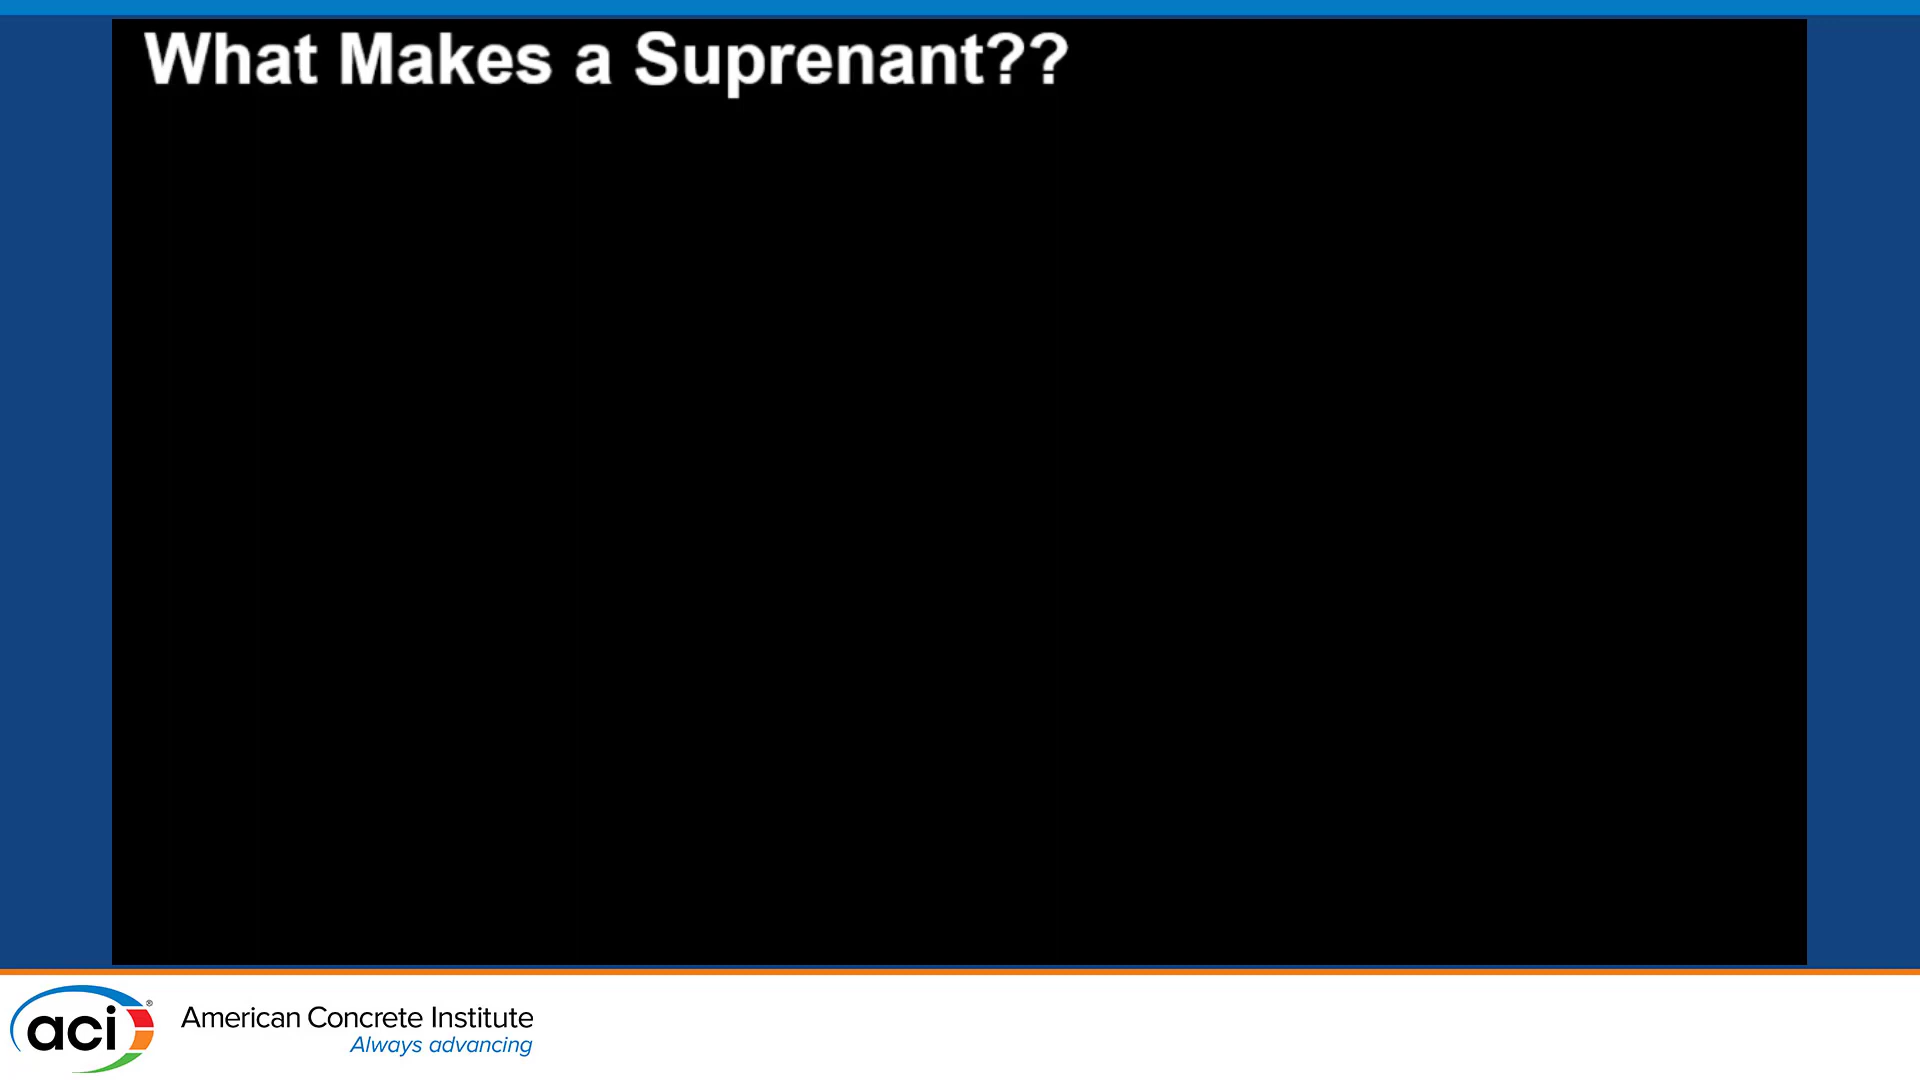 What Makes a Suprenant??
aci®
American Concrete Institute
Always advancing